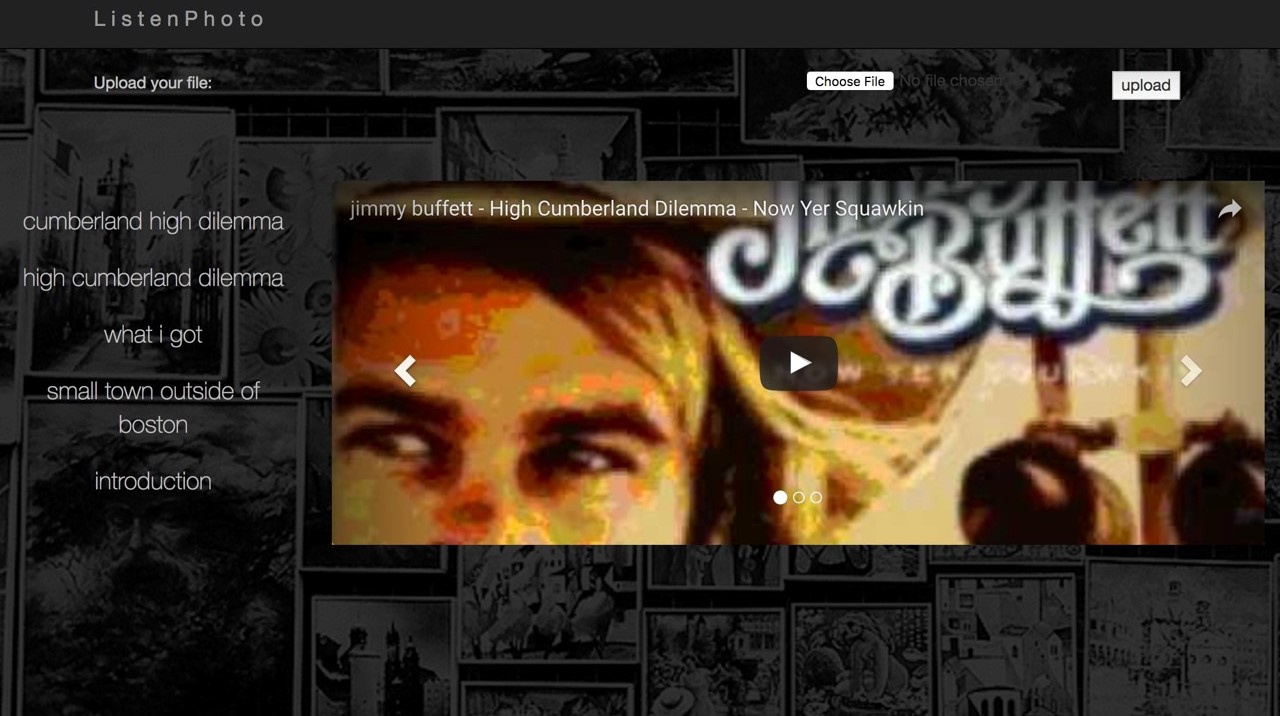 ListenPhoto
Upload your file:
Choose File No file chosen
upload
cumberland high dilemma
high cumberland dilemma
what i got
small town outside of
boston
introduction
jimmy buffett - High Cumberland Dilemma - Now Yer Squawkin
Jimmy
Buffett
NOW YER SQUAWKIN